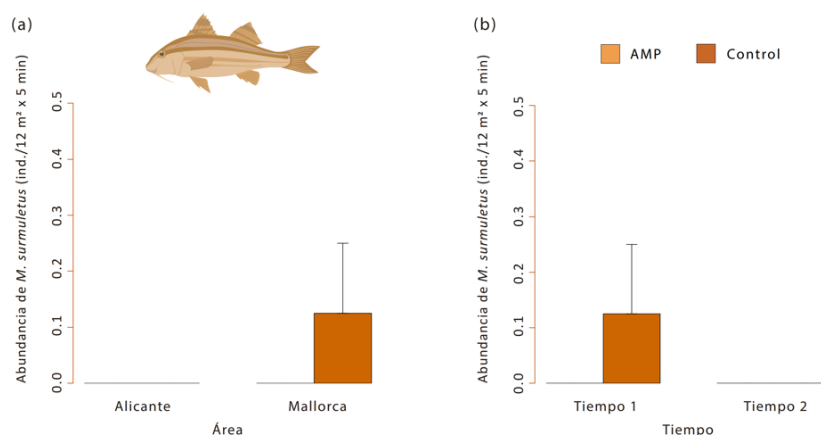 (a)
Abundancia de M. surmuletus (ind./12 m² x 5 min)
0.5
0.4
0.3
0.2
0.1
0.0
Alicante
Mallorca
Área
(b)
AMP
Control
Abundancia de M. surmuletus (ind./12 m² x 5 min)
0.5
0.4
0.3
0.2
0.1
0.0
Tiempo 1
Tiempo 2
Tiempo